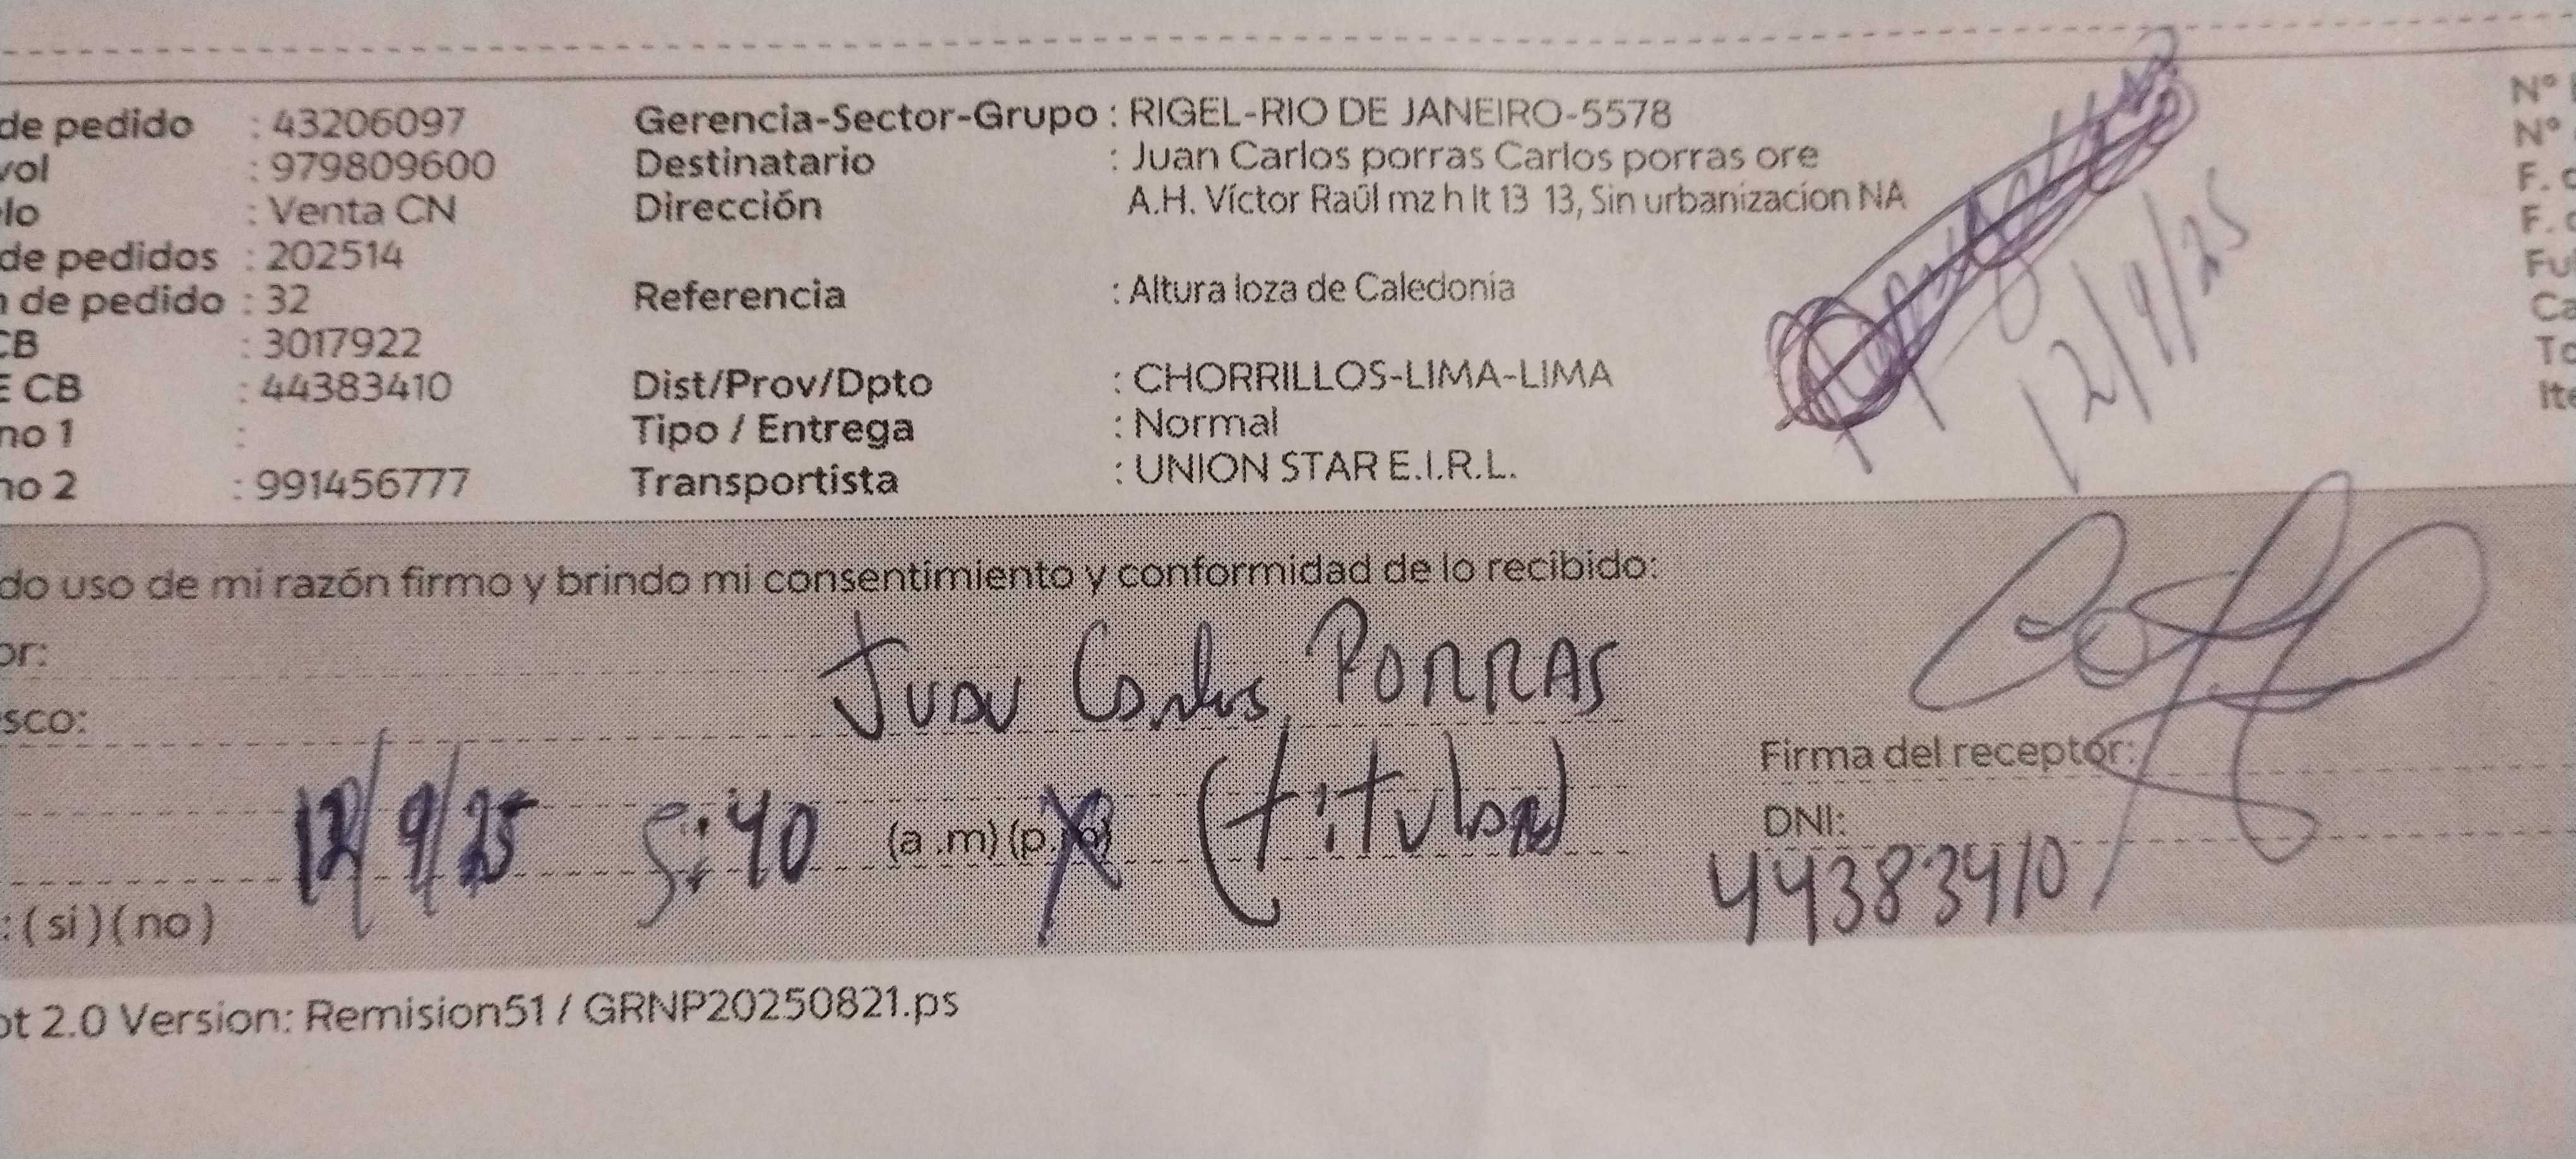 de pedido : 43206097 Gerencia-Sector-Grupo : RIGEL-RIO DE JANEIRO-5578 N°
vol : 979809600 Destinatario : Juan Carlos porras Carlos porras ore N°
lo : Venta CN Dirección A.H. Víctor Raúl mz h lt 13 13, Sin urbanizacion NA F.
de pedidos : 202514 F.
de pedido : 32 Referencia : Altura loza de Caledonia Fu
CB : 3017922 Ca
E CB : 44383410 Dist/Prov/Dpto : CHORRILLOS-LIMA-LIMA To
no 1 : Tipo / Entrega : Normal Ite
no 2 : 991456777 Transportista : UNION STAR E.I.R.L.
12/9/25
do uso de mi razón firmo y brindo mi consentimiento y conformidad de lo recibido:
or:
Juan Carlos PORRAS
sco:
Firma del receptor:
12/9/25 5:40 (a .m) (p. (titular)
DNI:
44383410
: ( si ) ( no )
ot 2.0 Version: Remision51 / GRNP20250821.ps